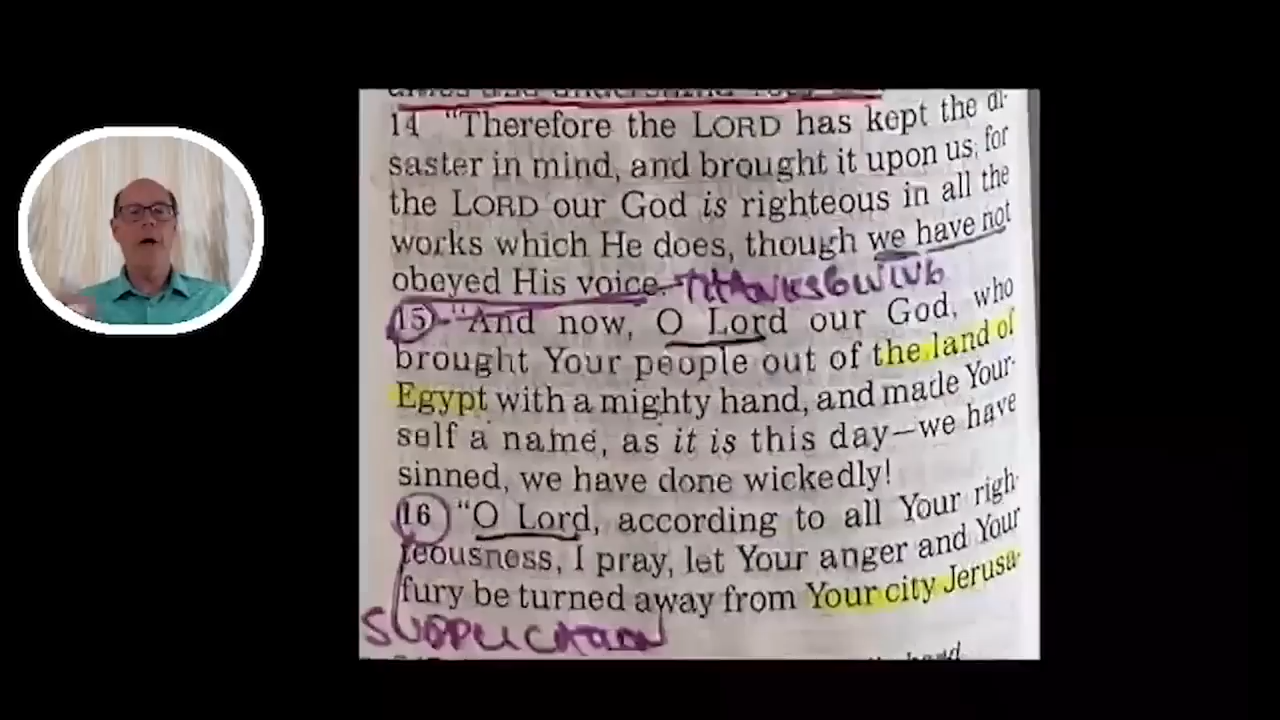 14 "Therefore the LORD has kept the di-
saster in mind, and brought it upon us; for
the LORD our God is righteous in all the
works which He does, though we have not
obeyed His voice. THANKSGIVING
15 "And now, O Lord our God, who
brought Your people out of the land of
Egypt with a mighty hand, and made Your-
self a name, as it is this day—we have
sinned, we have done wickedly!
16 "O Lord, according to all Your righ-
teousness, I pray, let Your anger and Your
fury be turned away from Your city Jerusa-
SUPPLICATION
hand